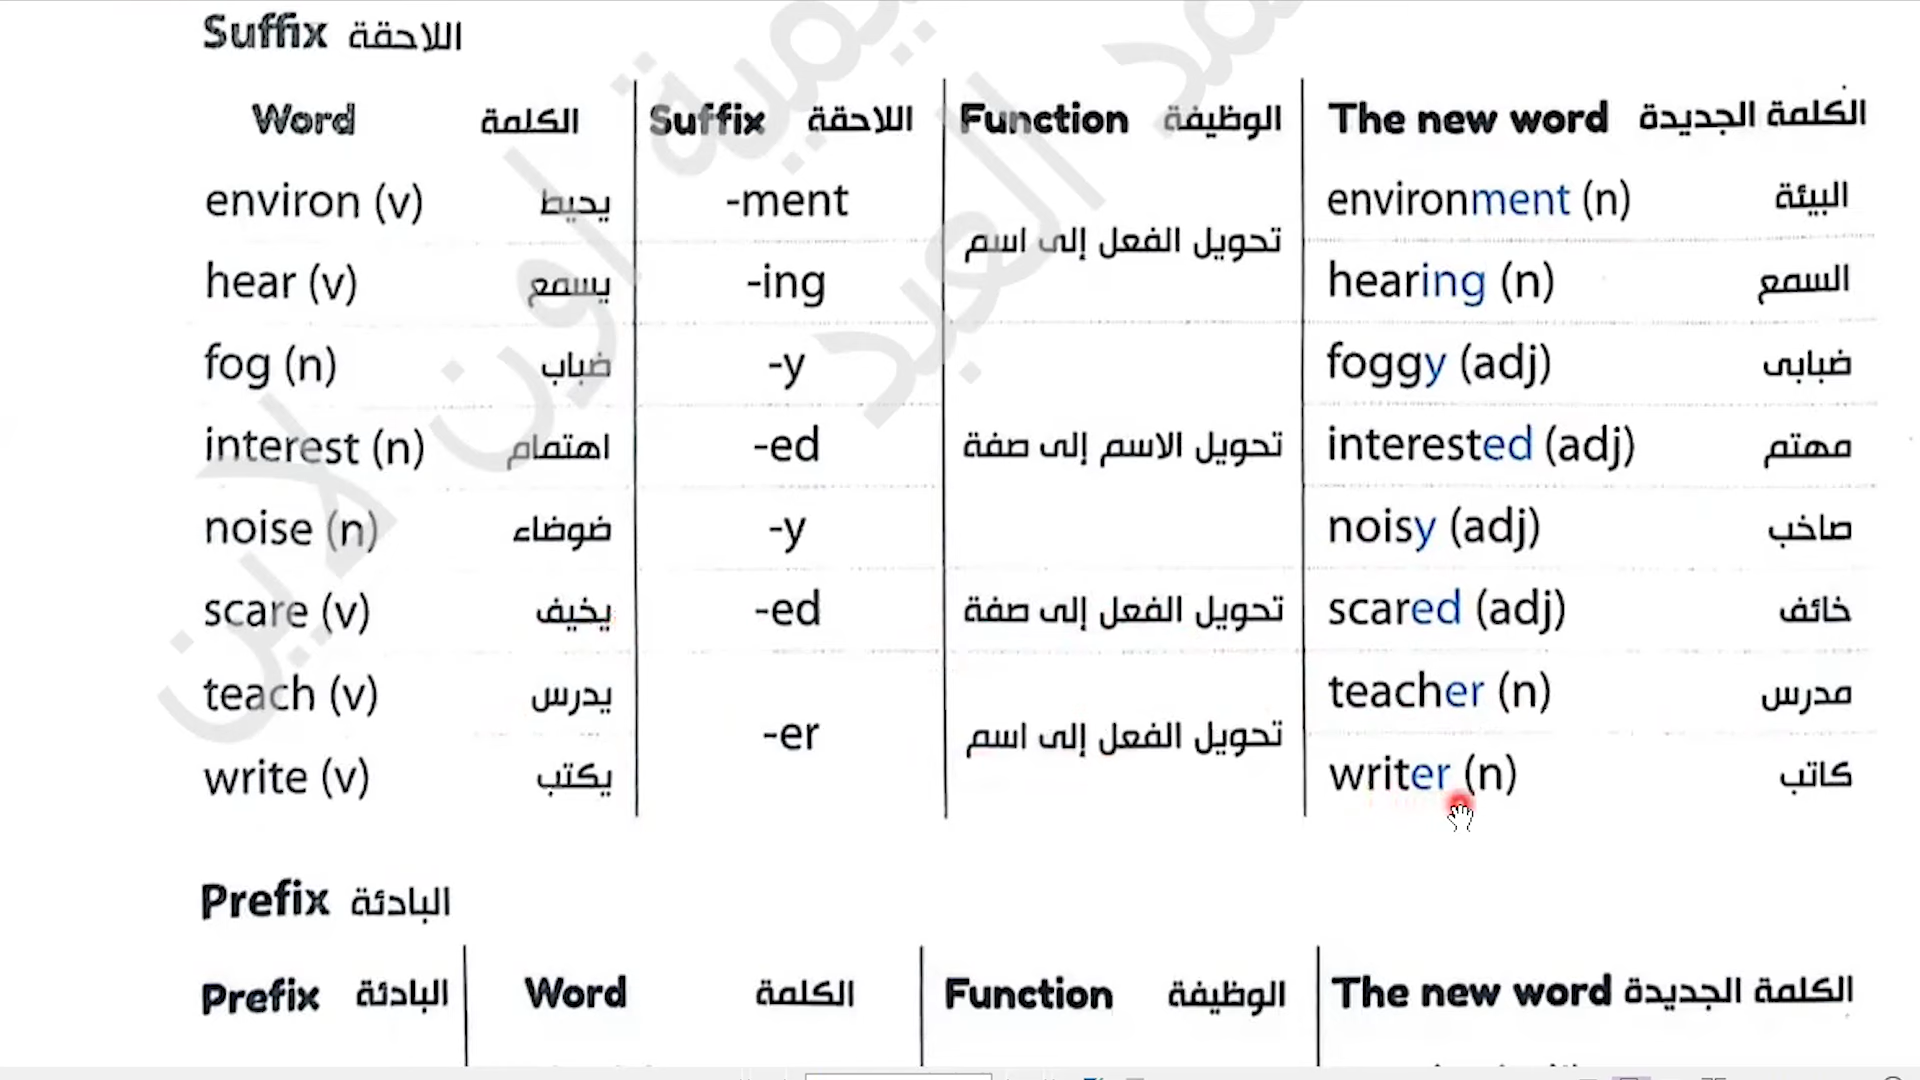 Suffix اللاحقة
Word الكلمة Suffix اللاحقة Function الوظيفة The new word الكلمة الجديدة
environ (v) يحيط -ment تحويل الفعل إلى اسم environment (n) البيئة
hear (v) يسمع -ing hearing (n) السمع
fog (n) ضباب -y foggy (adj) ضبابى
interest (n) اهتمام -ed تحويل الاسم إلى صفة interested (adj) مهتم
noise (n) ضوضاء -y noisy (adj) صاخب
scare (v) يخيف -ed تحويل الفعل إلى صفة scared (adj) خائف
teach (v) يدرس -er تحويل الفعل إلى اسم teacher (n) مدرس
write (v) يكتب writer (n) كاتب
Prefix البادئة
Prefix البادئة Word الكلمة Function الوظيفة The new word الكلمة الجديدة